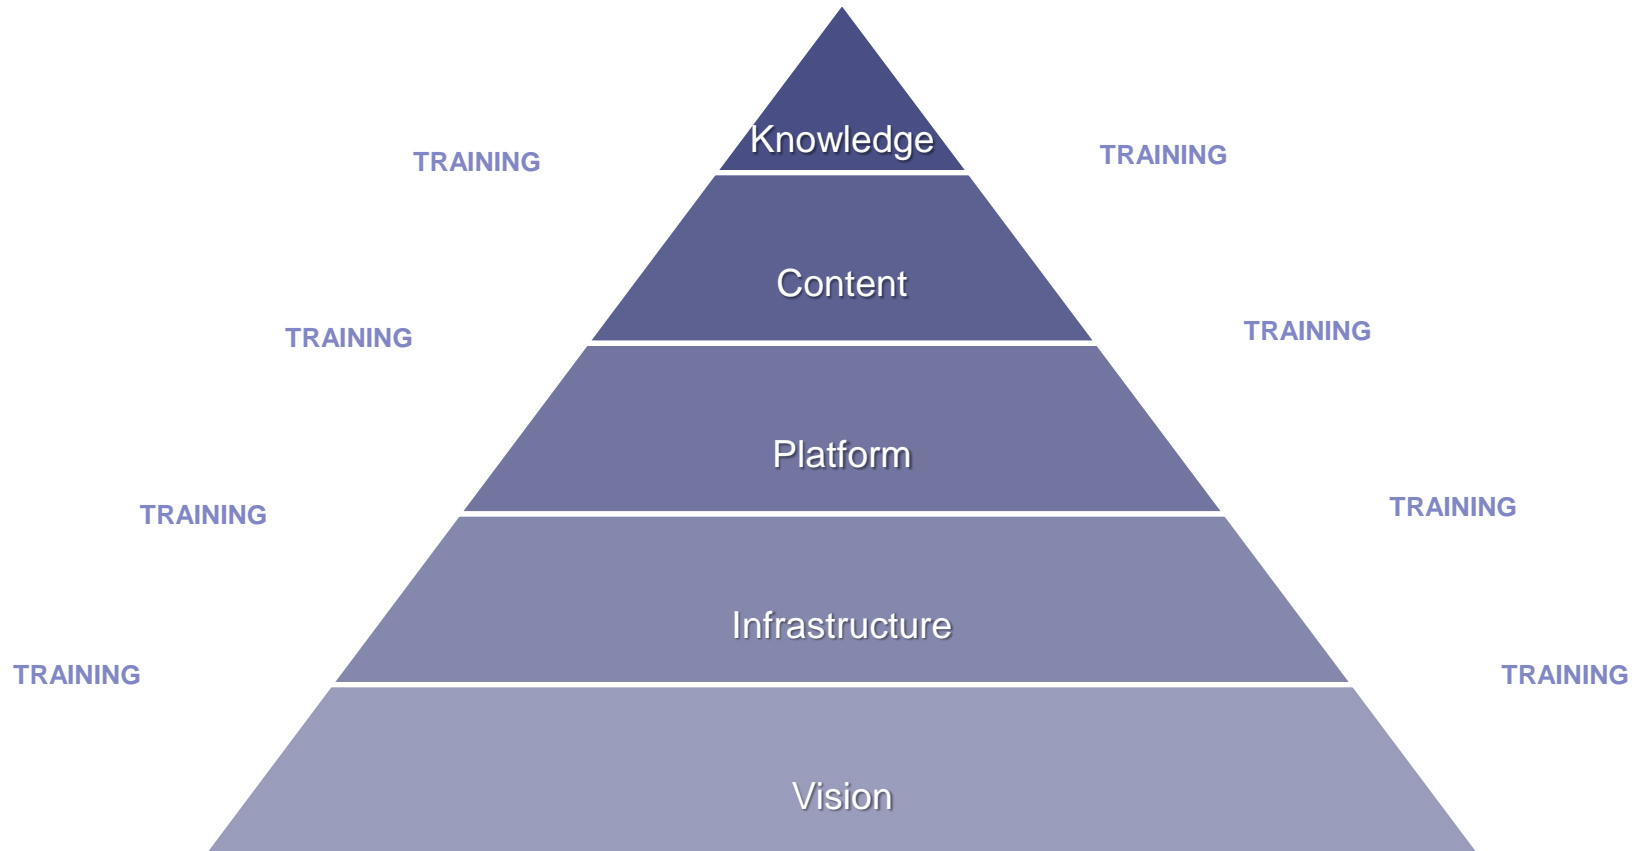 Knowledge
TRAINING
TRAINING
Content
TRAINING
TRAINING
Platform
TRAINING
TRAINING
Infrastructure
TRAINING
TRAINING
Vision